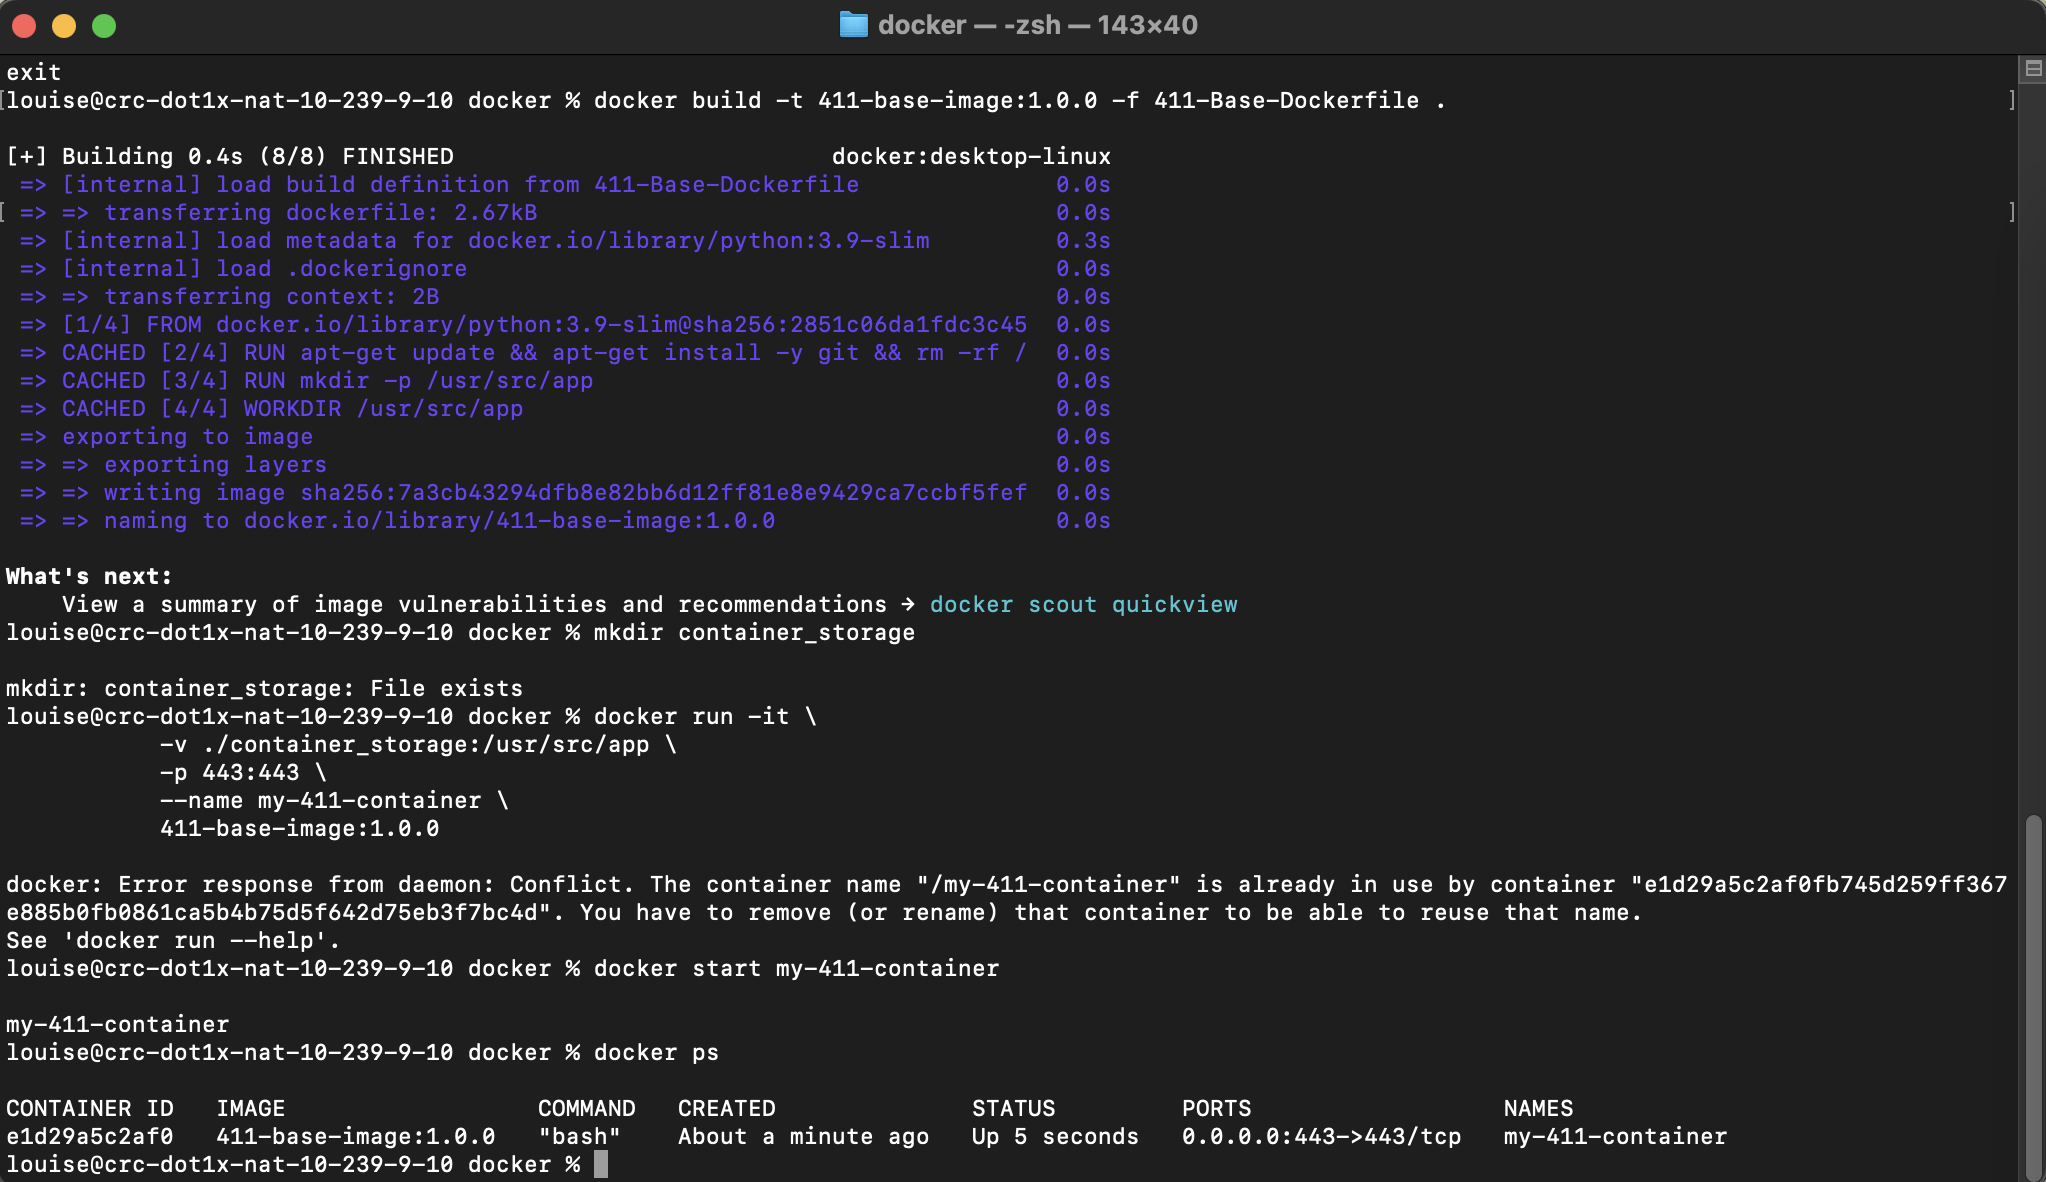 docker — -zsh — 143×40
exit
louise@crc-dot1x-nat-10-239-9-10 docker % docker build -t 411-base-image:1.0.0 -f 411-Base-Dockerfile .
[+] Building 0.4s (8/8) FINISHED docker:desktop-linux
=> [internal] load build definition from 411-Base-Dockerfile 0.0s
=> => transferring dockerfile: 2.67kB 0.0s
=> [internal] load metadata for docker.io/library/python:3.9-slim 0.3s
=> [internal] load .dockerignore 0.0s
=> => transferring context: 2B 0.0s
=> [1/4] FROM docker.io/library/python:3.9-slim@sha256:2851c06da1fdc3c45 0.0s
=> CACHED [2/4] RUN apt-get update && apt-get install -y git && rm -rf / 0.0s
=> CACHED [3/4] RUN mkdir -p /usr/src/app 0.0s
=> CACHED [4/4] WORKDIR /usr/src/app 0.0s
=> exporting to image 0.0s
=> => exporting layers 0.0s
=> => writing image sha256:7a3cb43294dfb8e82bb6d12ff81e8e9429ca7ccbf5fef 0.0s
=> => naming to docker.io/library/411-base-image:1.0.0 0.0s
What's next:
View a summary of image vulnerabilities and recommendations → docker scout quickview
louise@crc-dot1x-nat-10-239-9-10 docker % mkdir container_storage
mkdir: container_storage: File exists
louise@crc-dot1x-nat-10-239-9-10 docker % docker run -it \
-v ./container_storage:/usr/src/app \
-p 443:443 \
--name my-411-container \
411-base-image:1.0.0
docker: Error response from daemon: Conflict. The container name "/my-411-container" is already in use by container "e1d29a5c2af0fb745d259ff367
e885b0fb0861ca5b4b75d5f642d75eb3f7bc4d". You have to remove (or rename) that container to be able to reuse that name.
See 'docker run --help'.
louise@crc-dot1x-nat-10-239-9-10 docker % docker start my-411-container
my-411-container
louise@crc-dot1x-nat-10-239-9-10 docker % docker ps
CONTAINER ID IMAGE COMMAND CREATED STATUS PORTS NAMES
e1d29a5c2af0 411-base-image:1.0.0 "bash" About a minute ago Up 5 seconds 0.0.0.0:443->443/tcp my-411-container
louise@crc-dot1x-nat-10-239-9-10 docker %